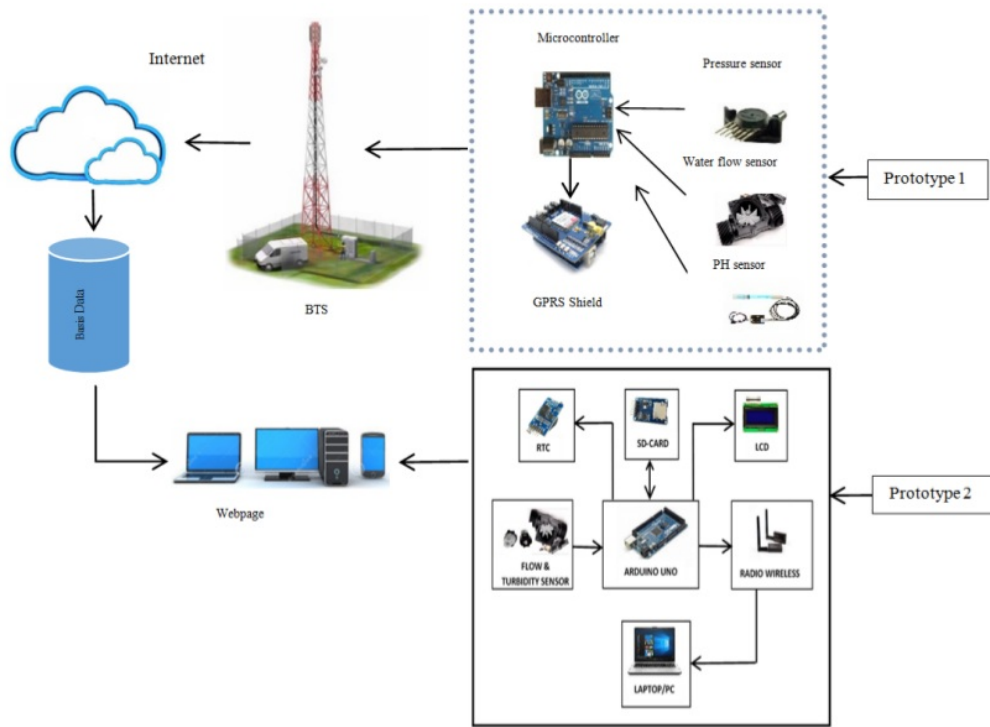 Internet
Microcontroller
Pressure sensor
Water flow sensor
PH sensor
GPRS Shield
Prototype 1
BTS
Basis Data
Webpage
RTC
SD-CARD
LCD
FLOW &
TURBIDITY SENSOR
ARDUINO UNO
RADIO WIRELESS
LAPTOP/PC
Prototype 2